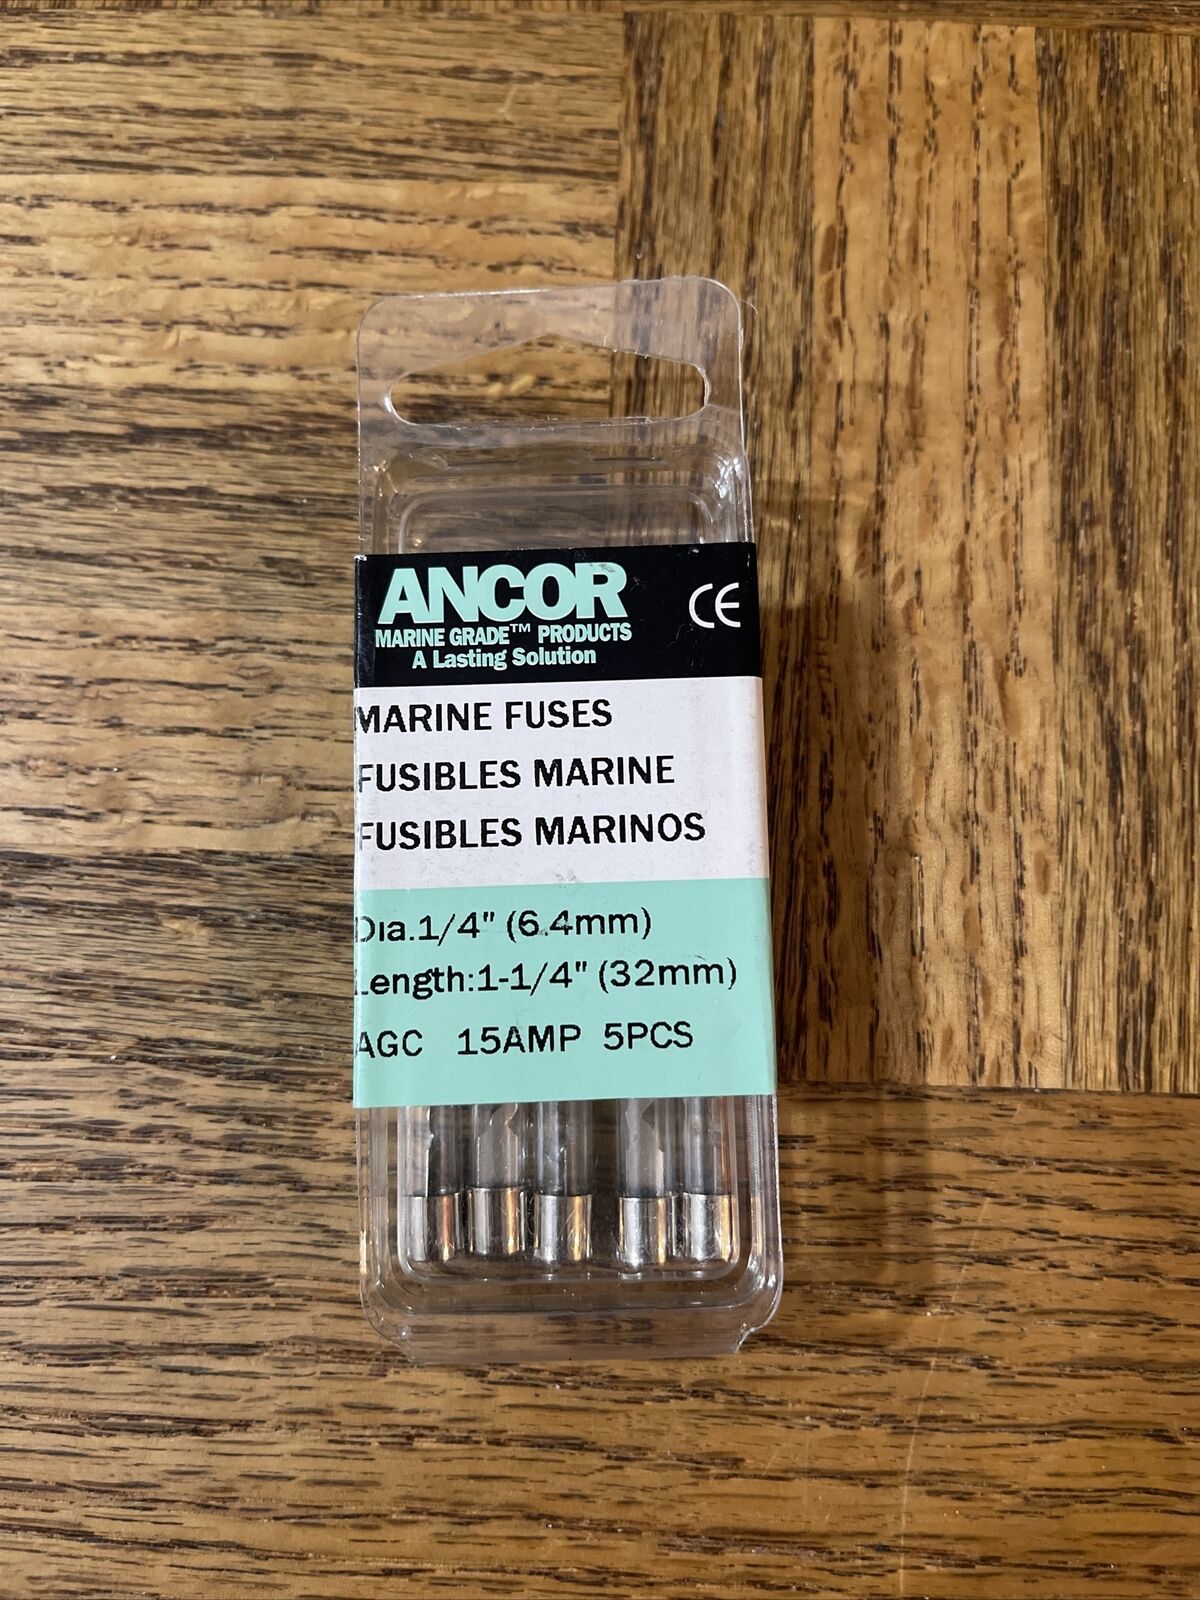 ANCOR
CE
MARINE GRADE™ PRODUCTS
A Lasting Solution
MARINE FUSES
FUSIBLES MARINE
FUSIBLES MARINOS
Dia.1/4" (6.4mm)
Length:1-1/4" (32mm)
AGC 15AMP 5PCS